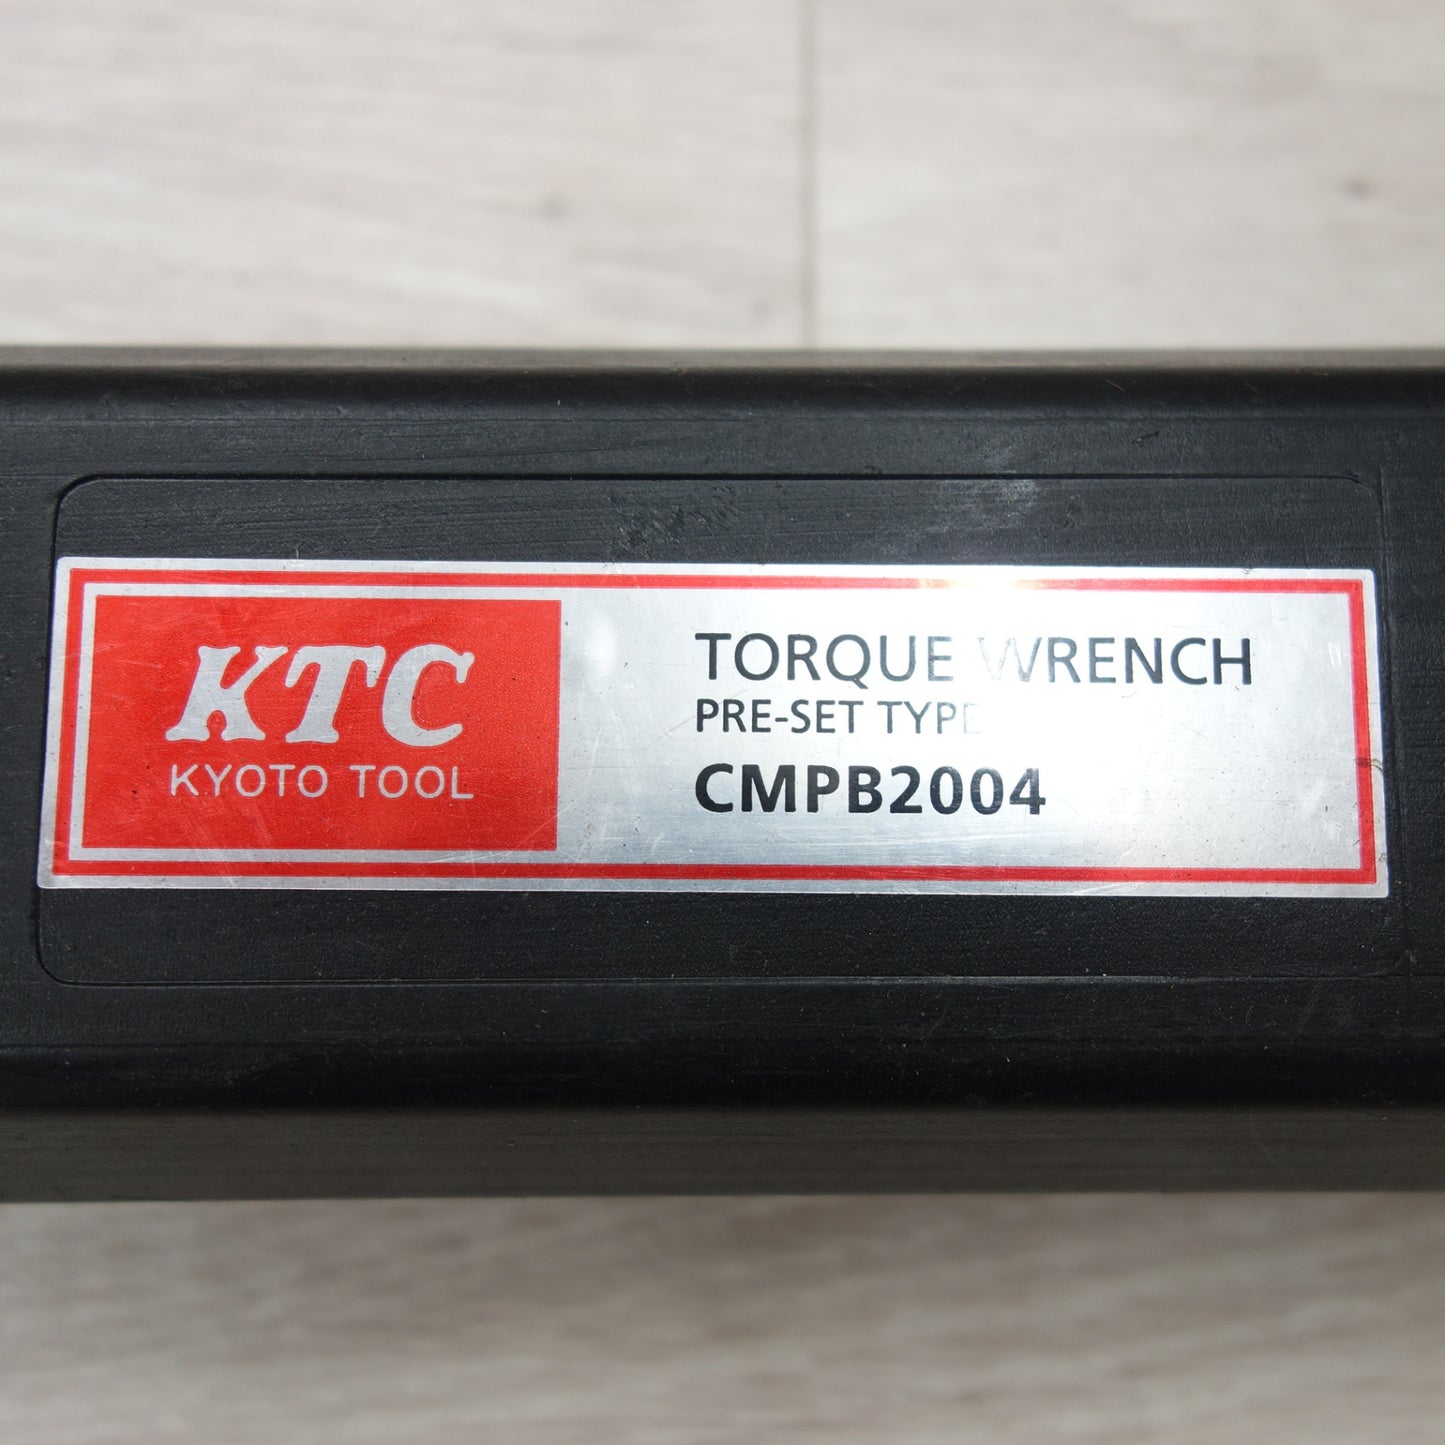 KTC
KYOTO TOOL
TORQUE WRENCH
PRE-SET TYPE
CMPB2004